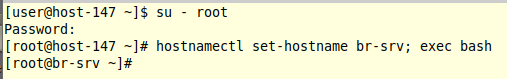 [user@host-147 ~]$ su - root
Password:
[root@host-147 ~]# hostnamectl set-hostname br-srv; exec bash
[root@br-srv ~]#